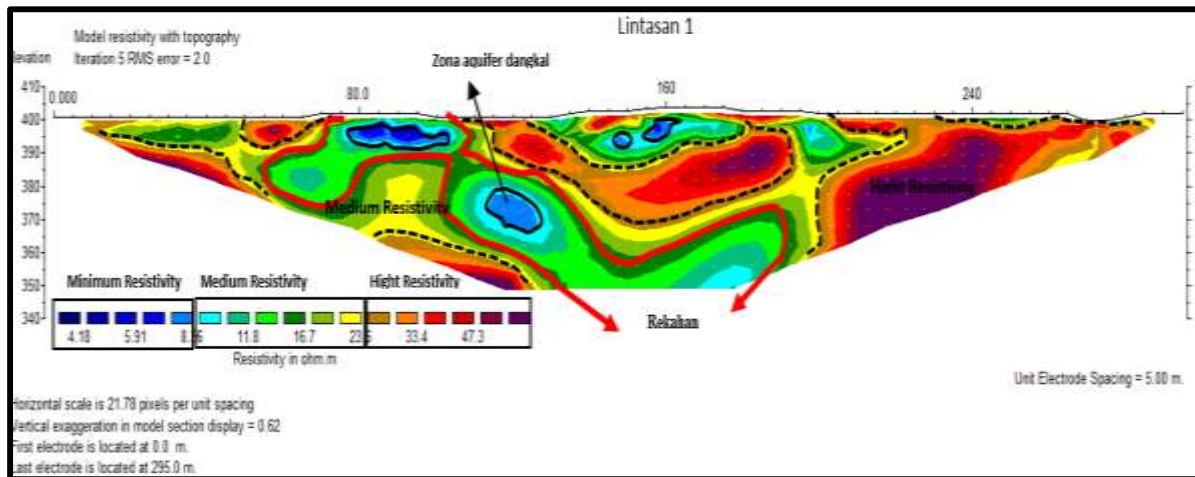 Lintasan 1
Model resistivity with topography
Iteration 5 RMS error = 2.0
levation
Zona aquifer dangkal
0.000 80.0 160 240
410
400
390
380
370
360
350
340
Medium Resistivity
Hight Resistivity
Minimum Resistivity Medium Resistivity Hight Resistivity
4.18 5.91 11.8 16.7 33.4 47.3
Resistivity in ohm.m
Rekahan
Unit Electrode Spacing = 5.00 m.
Horizontal scale is 21.78 pixels per unit spacing
Vertical exaggeration in model section display = 0.62
First electrode is located at 0.0 m.
Last electrode is located at 295.0 m.